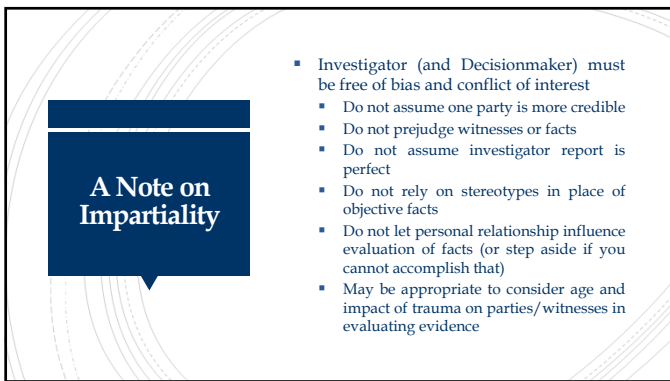 A Note on
Impartiality
▪ Investigator (and Decisionmaker) must
be free of bias and conflict of interest
▪ Do not assume one party is more credible
▪ Do not prejudge witnesses or facts
▪ Do not assume investigator report is
perfect
▪ Do not rely on stereotypes in place of
objective facts
▪ Do not let personal relationship influence
evaluation of facts (or step aside if you
cannot accomplish that)
▪ May be appropriate to consider age and
impact of trauma on parties/witnesses in
evaluating evidence